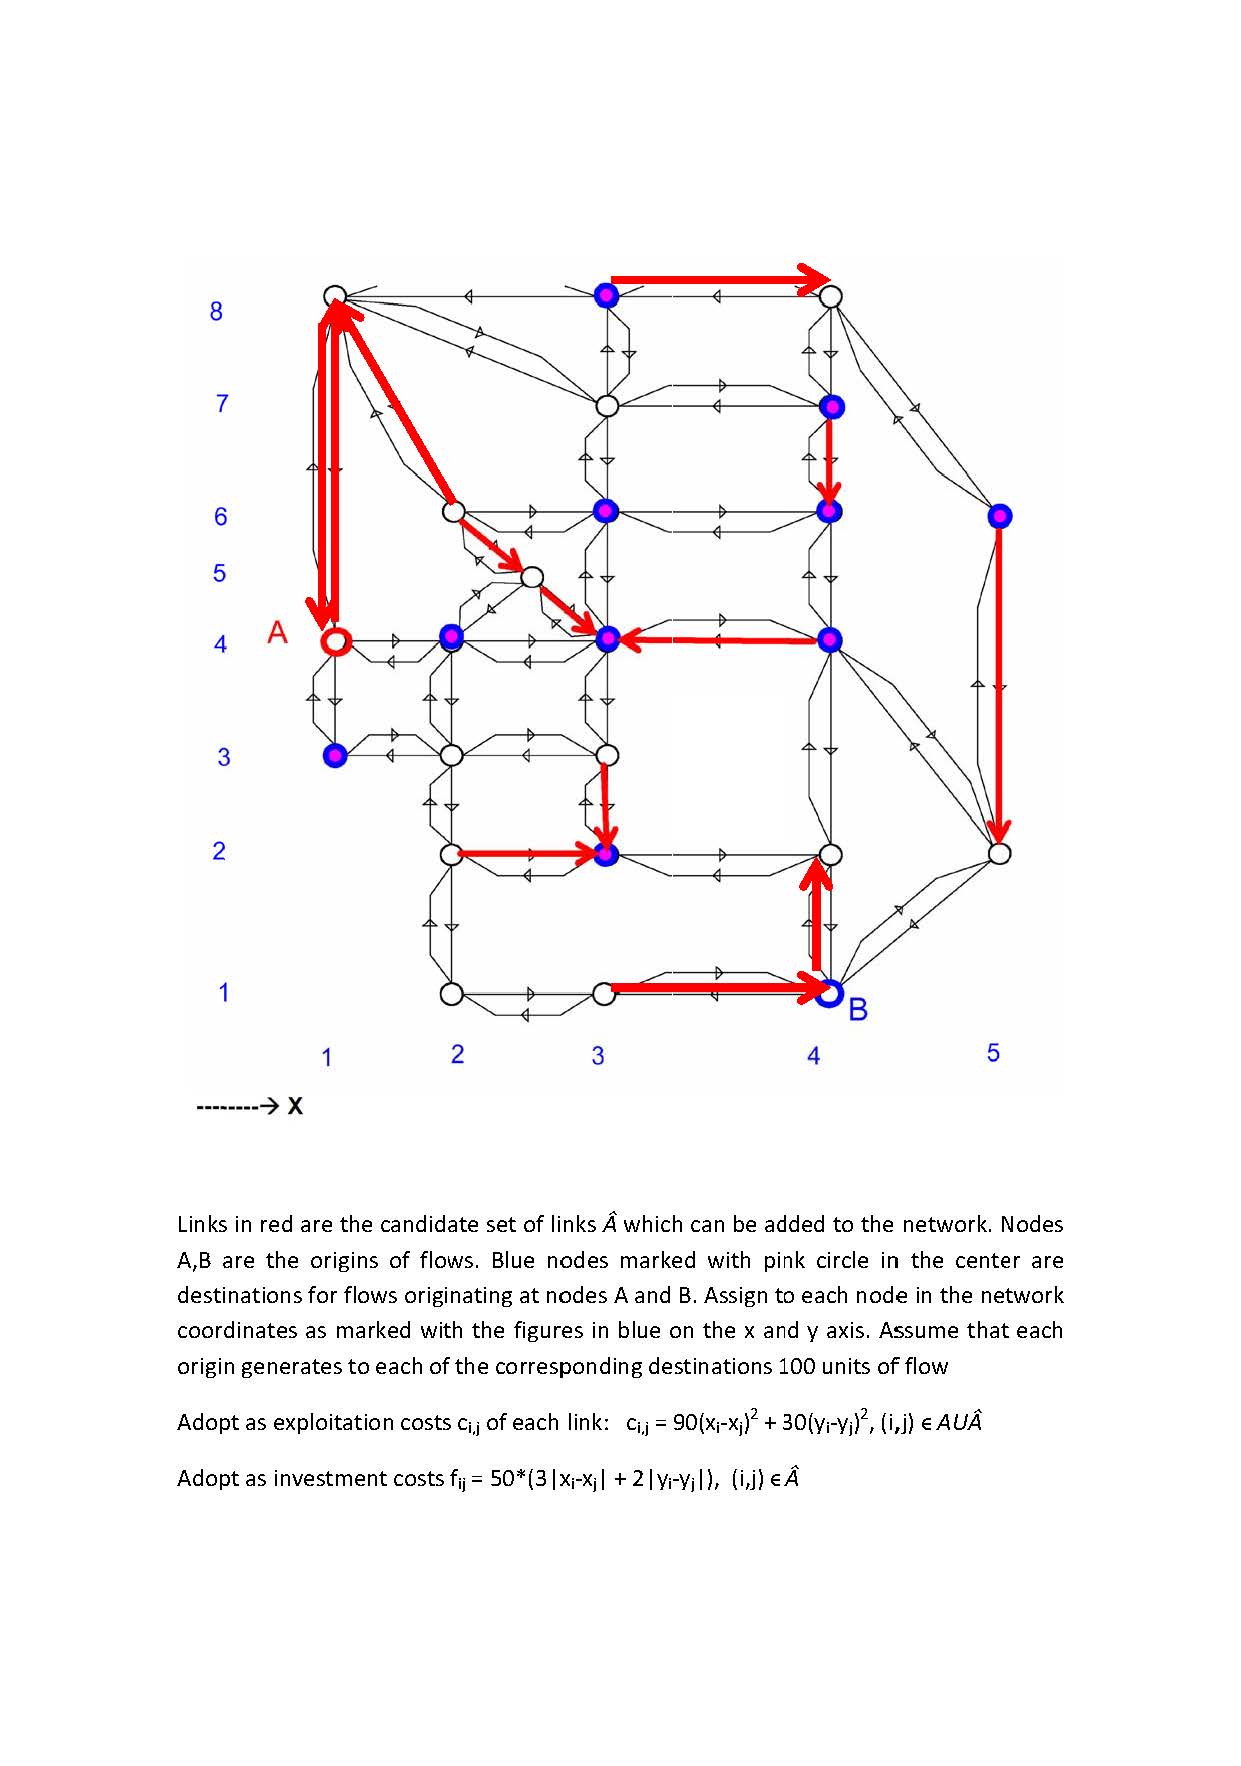 8
7
6
5
A
4
3
2
1
B
1 2 3 4 5
--------→ X
Links in red are the candidate set of links Â which can be added to the network. Nodes
A,B are the origins of flows. Blue nodes marked with pink circle in the center are
destinations for flows originating at nodes A and B. Assign to each node in the network
coordinates as marked with the figures in blue on the x and y axis. Assume that each
origin generates to each of the corresponding destinations 100 units of flow
Adopt as exploitation costs c_{i,j} of each link: c_{i,j} = 90(x_i-x_j)² + 30(y_i-y_j)², (i,j) ϵ AUÂ
Adopt as investment costs f_{ij} = 50*(3|x_i-x_j| + 2|y_i-y_j|), (i,j) ϵ Â